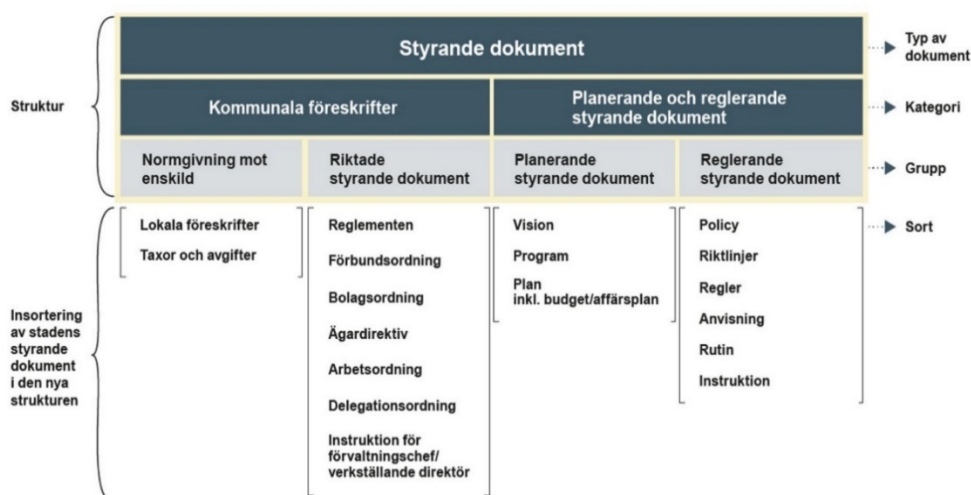 Styrande dokument
Typ av
dokument
Struktur
Kommunala föreskrifter
Planerande och reglerande
styrande dokument
Kategori
Normgivning mot
enskild
Riktade
styrande dokument
Planerande
styrande dokument
Reglerande
styrande dokument
Grupp
Lokala föreskrifter
Taxor och avgifter
Reglementen
Förbundsordning
Bolagsordning
Ägardirektiv
Arbetsordning
Delegationsordning
Instruktion för
förvaltningschef/
verkställande direktör
Vision
Program
Plan
inkl. budget/affärsplan
Policy
Riktlinjer
Regler
Anvisning
Rutin
Instruktion
Sort
Insortering
av stadens
styrande
dokument
i den nya
strukturen